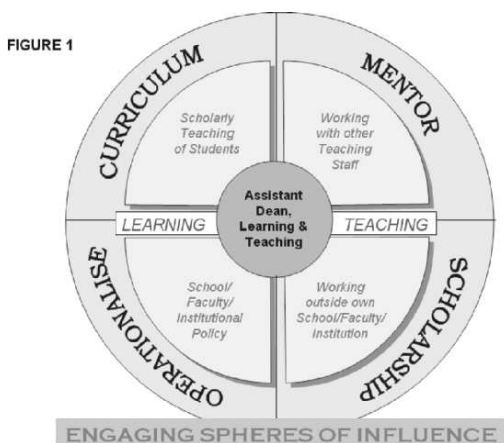 FIGURE 1
CURRICULUM
MENTOR
Scholarly
Teaching
of Students
Working
with other
Teaching
Staff
Assistant
Dean,
Learning &
Teaching
LEARNING
TEACHING
School/
Faculty/
Institutional
Policy
Working
outside own
School/Faculty/
Institution
OPERATIONALISE
SCHOLARSHIP
ENGAGING SPHERES OF INFLUENCE